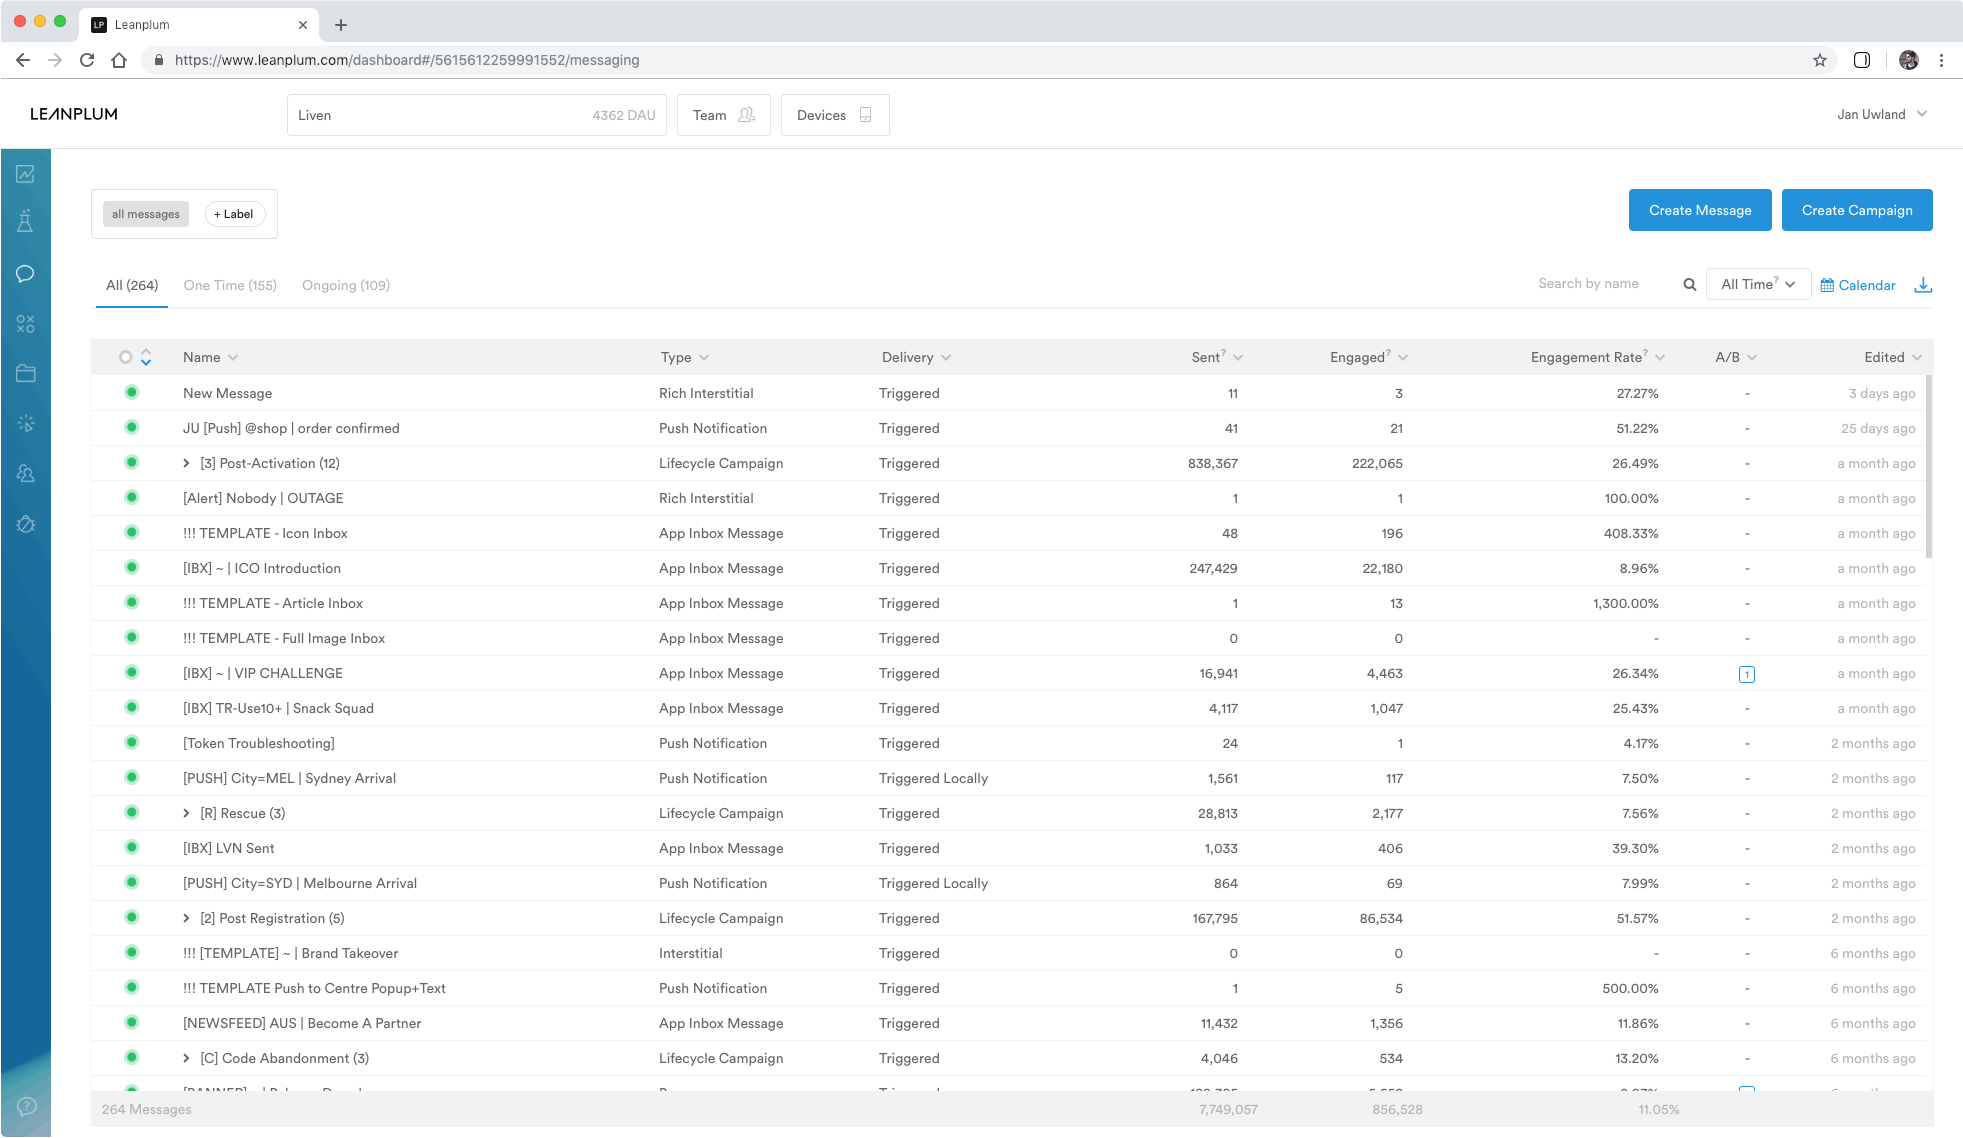 LP Leanplum
https://www.leanplum.com/dashboard#/5615612259991552/messaging
LEANPLUM
Liven 4362 DAU Team Devices Jan Uwland
all messages + Label Create Message Create Campaign
All (264) One Time (155) Ongoing (109) Search by name All Time? Calendar
Name Type Delivery Sent? Engaged? Engagement Rate? A/B Edited
New Message Rich Interstitial Triggered 11 3 27.27% - 3 days ago
JU [Push] @shop | order confirmed Push Notification Triggered 41 21 51.22% - 25 days ago
[3] Post-Activation (12) Lifecycle Campaign Triggered 838,367 222,065 26.49% - a month ago
[Alert] Nobody | OUTAGE Rich Interstitial Triggered 1 1 100.00% - a month ago
!!! TEMPLATE - Icon Inbox App Inbox Message Triggered 48 196 408.33% - a month ago
[IBX] ~ | ICO Introduction App Inbox Message Triggered 247,429 22,180 8.96% - a month ago
!!! TEMPLATE - Article Inbox App Inbox Message Triggered 1 13 1,300.00% - a month ago
!!! TEMPLATE - Full Image Inbox App Inbox Message Triggered 0 0 - - a month ago
[IBX] ~ | VIP CHALLENGE App Inbox Message Triggered 16,941 4,463 26.34% 1 a month ago
[IBX] TR-Use10+ | Snack Squad App Inbox Message Triggered 4,117 1,047 25.43% - a month ago
[Token Troubleshooting] Push Notification Triggered 24 1 4.17% - 2 months ago
[PUSH] City=MEL | Sydney Arrival Push Notification Triggered Locally 1,561 117 7.50% - 2 months ago
[R] Rescue (3) Lifecycle Campaign Triggered 28,813 2,177 7.56% - 2 months ago
[IBX] LVN Sent App Inbox Message Triggered 1,033 406 39.30% - 2 months ago
[PUSH] City=SYD | Melbourne Arrival Push Notification Triggered Locally 864 69 7.99% - 2 months ago
[2] Post Registration (5) Lifecycle Campaign Triggered 167,795 86,534 51.57% - 2 months ago
!!! [TEMPLATE] ~ | Brand Takeover Interstitial Triggered 0 0 - - 6 months ago
!!! TEMPLATE Push to Centre Popup+Text Push Notification Triggered 1 5 500.00% - 6 months ago
[NEWSFEED] AUS | Become A Partner App Inbox Message Triggered 11,432 1,356 11.86% - 6 months ago
[C] Code Abandonment (3) Lifecycle Campaign Triggered 4,046 534 13.20% - 6 months ago
264 Messages 7,749,057 856,528 11.05%